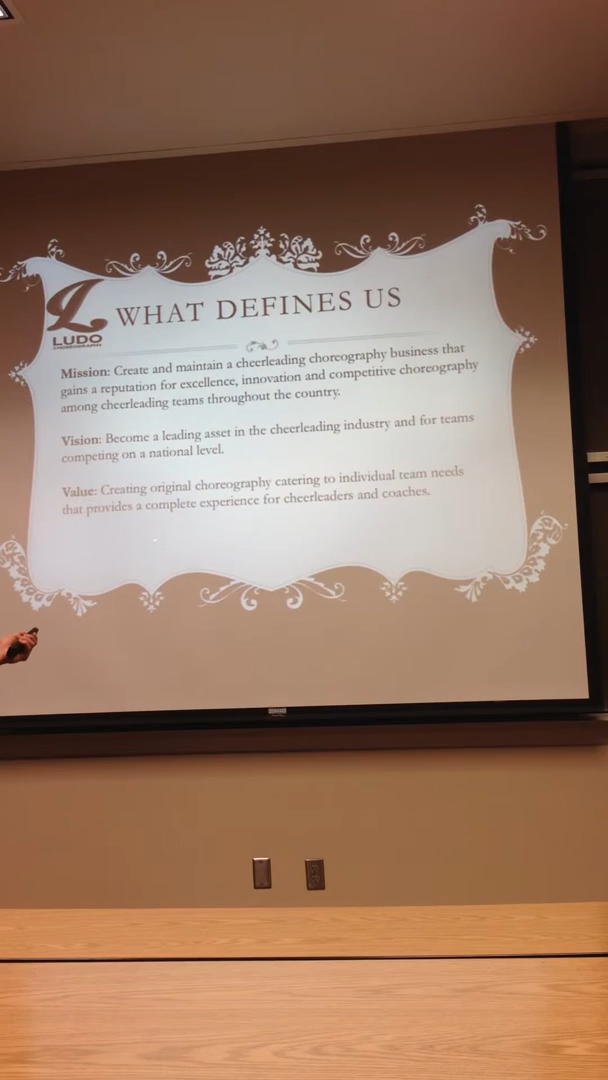 L
WHAT DEFINES US
LUDO
CHOREOGRAPHY
Mission: Create and maintain a cheerleading choreography business that
gains a reputation for excellence, innovation and competitive choreography
among cheerleading teams throughout the country.
Vision: Become a leading asset in the cheerleading industry and for teams
competing on a national level.
Value: Creating original choreography catering to individual team needs
that provides a complete experience for cheerleaders and coaches.